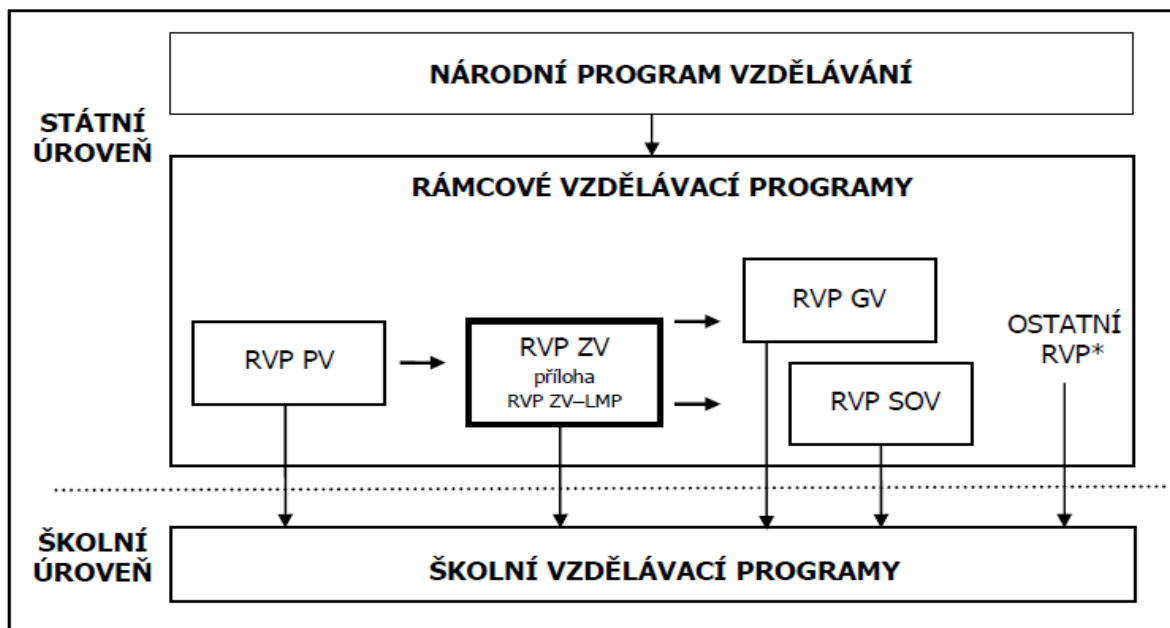 NÁRODNÍ PROGRAM VZDĚLÁVÁNÍ
STÁTNÍ
ÚROVEŇ
RÁMCOVÉ VZDĚLÁVACÍ PROGRAMY
RVP PV
RVP ZV
příloha
RVP ZV–LMP
RVP GV
RVP SOV
OSTATNÍ
RVP*
ŠKOLNÍ
ÚROVEŇ
ŠKOLNÍ VZDĚLÁVACÍ PROGRAMY